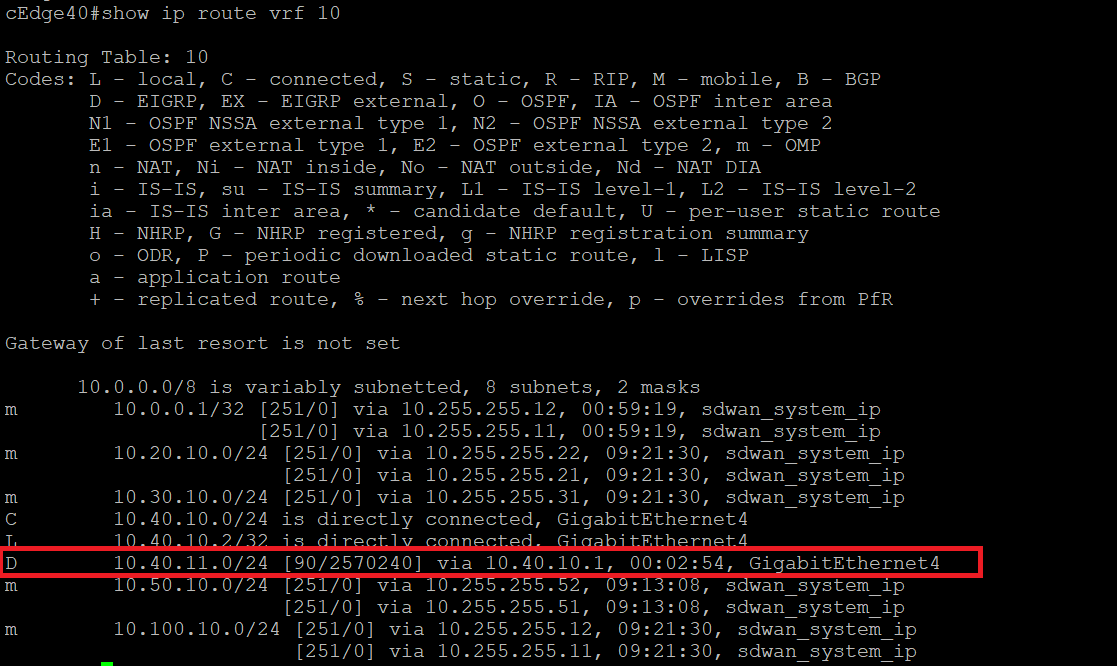 cEdge40#show ip route vrf 10
Routing Table: 10
Codes: L - local, C - connected, S - static, R - RIP, M - mobile, B - BGP
D - EIGRP, EX - EIGRP external, O - OSPF, IA - OSPF inter area
N1 - OSPF NSSA external type 1, N2 - OSPF NSSA external type 2
E1 - OSPF external type 1, E2 - OSPF external type 2, m - OMP
n - NAT, Ni - NAT inside, No - NAT outside, Nd - NAT DIA
i - IS-IS, su - IS-IS summary, L1 - IS-IS level-1, L2 - IS-IS level-2
ia - IS-IS inter area, * - candidate default, U - per-user static route
H - NHRP, G - NHRP registered, g - NHRP registration summary
o - ODR, P - periodic downloaded static route, l - LISP
a - application route
+ - replicated route, % - next hop override, p - overrides from PfR
Gateway of last resort is not set
10.0.0.0/8 is variably subnetted, 8 subnets, 2 masks
m 10.0.0.1/32 [251/0] via 10.255.255.12, 00:59:19, sdwan_system_ip
[251/0] via 10.255.255.11, 00:59:19, sdwan_system_ip
m 10.20.10.0/24 [251/0] via 10.255.255.22, 09:21:30, sdwan_system_ip
[251/0] via 10.255.255.21, 09:21:30, sdwan_system_ip
m 10.30.10.0/24 [251/0] via 10.255.255.31, 09:21:30, sdwan_system_ip
C 10.40.10.0/24 is directly connected, GigabitEthernet4
L 10.40.10.2/32 is directly connected, GigabitEthernet4
D 10.40.11.0/24 [90/2570240] via 10.40.10.1, 00:02:54, GigabitEthernet4
m 10.50.10.0/24 [251/0] via 10.255.255.52, 09:13:08, sdwan_system_ip
[251/0] via 10.255.255.51, 09:13:08, sdwan_system_ip
m 10.100.10.0/24 [251/0] via 10.255.255.12, 09:21:30, sdwan_system_ip
[251/0] via 10.255.255.11, 09:21:30, sdwan_system_ip